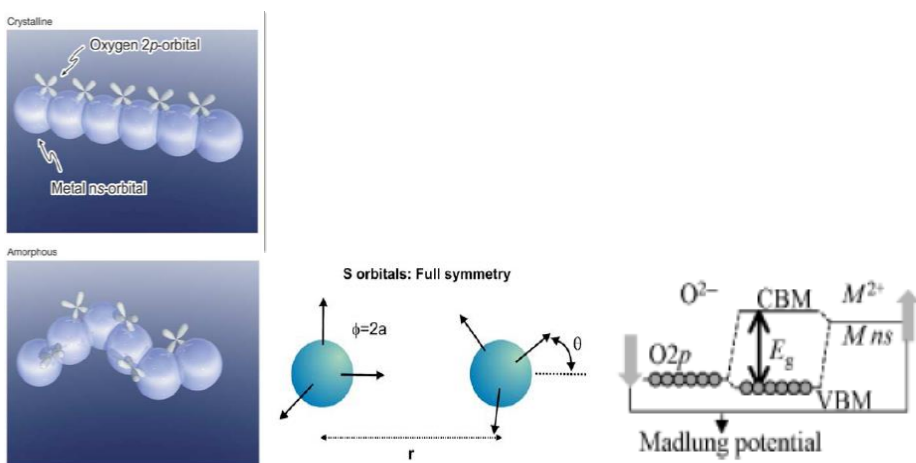 Crystalline
Oxygen 2p-orbital
Metal ns-orbital
Amorphous
S orbitals: Full symmetry
ϕ=2a
θ
r
O2−
CBM
M2+
M ns
O2p
Eg
VBM
Madlung potential